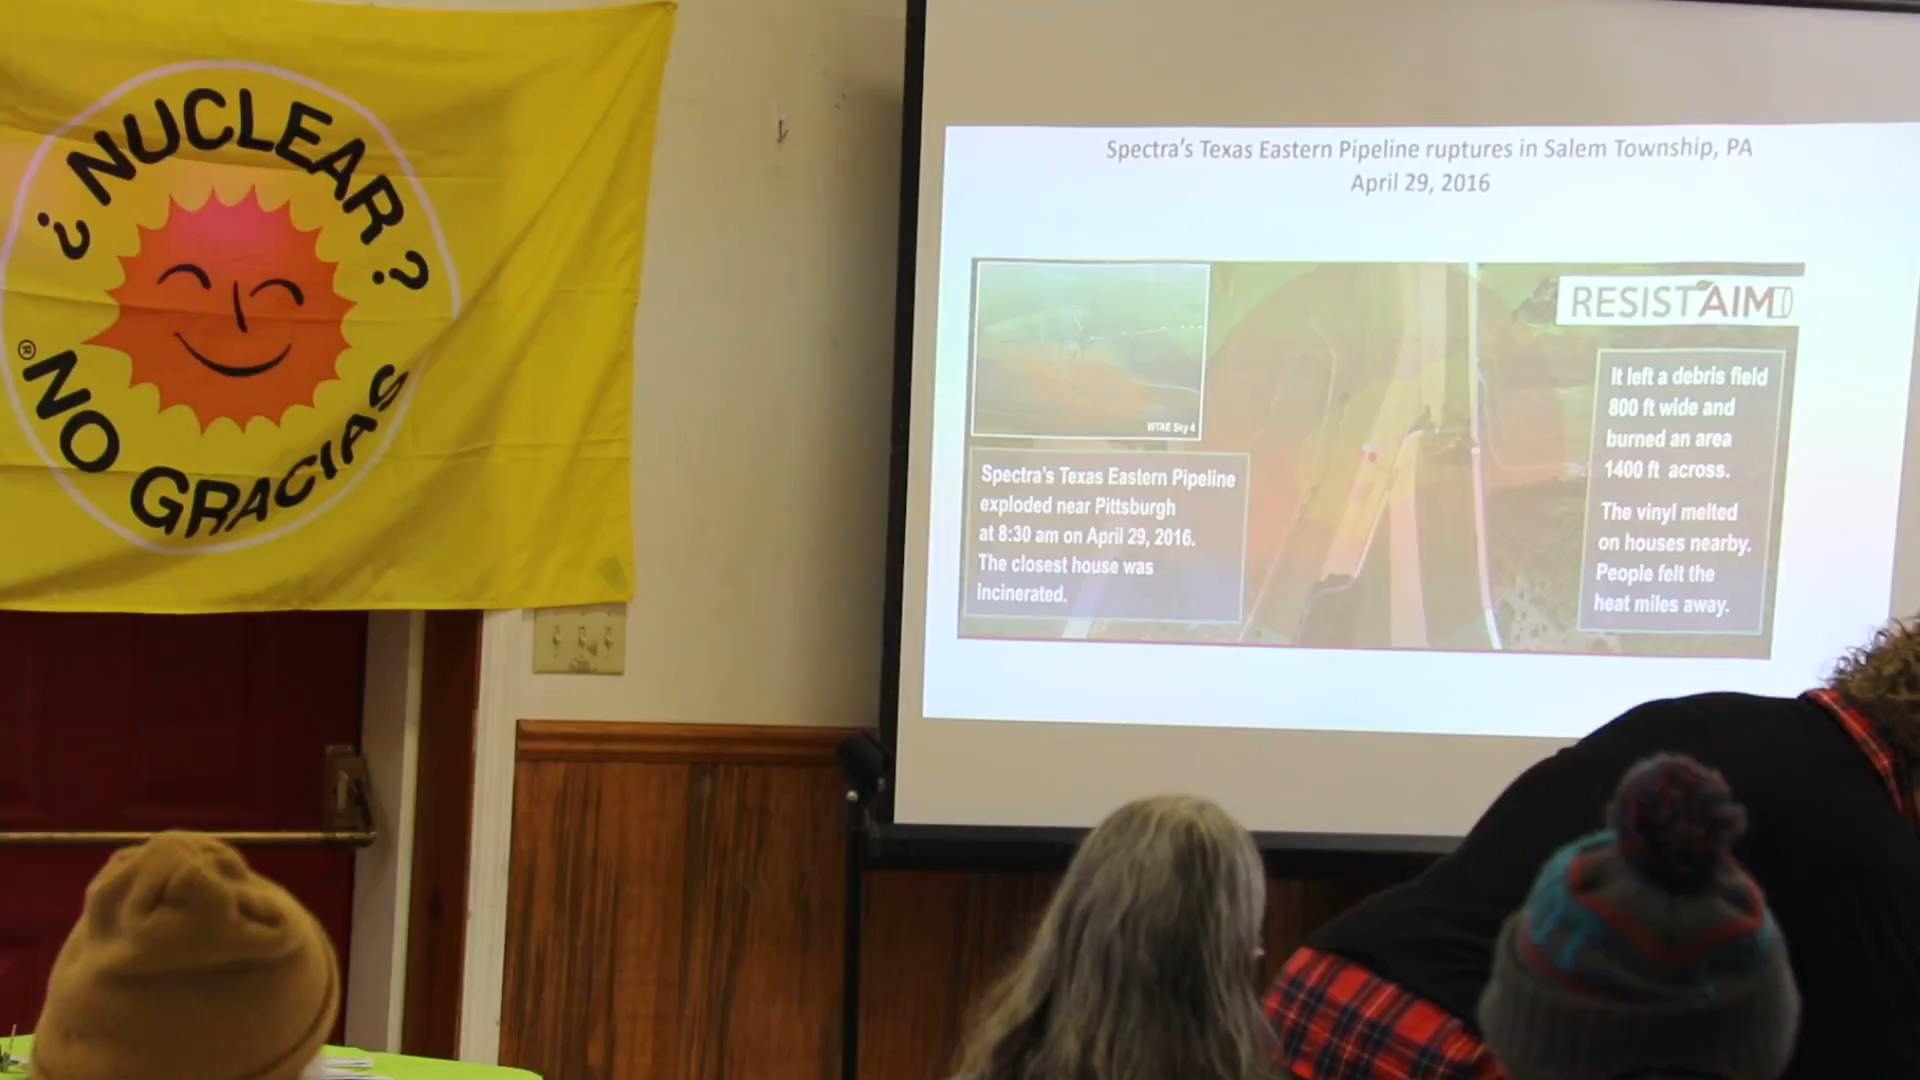 ¿NUCLEAR?
® NO GRACIAS
Spectra's Texas Eastern Pipeline ruptures in Salem Township, PA
April 29, 2016
WTAE Sky 4
RESIST AIM
Spectra's Texas Eastern Pipeline
exploded near Pittsburgh
at 8:30 am on April 29, 2016.
The closest house was
incinerated.
It left a debris field
800 ft wide and
burned an area
1400 ft across.
The vinyl melted
on houses nearby.
People felt the
heat miles away.